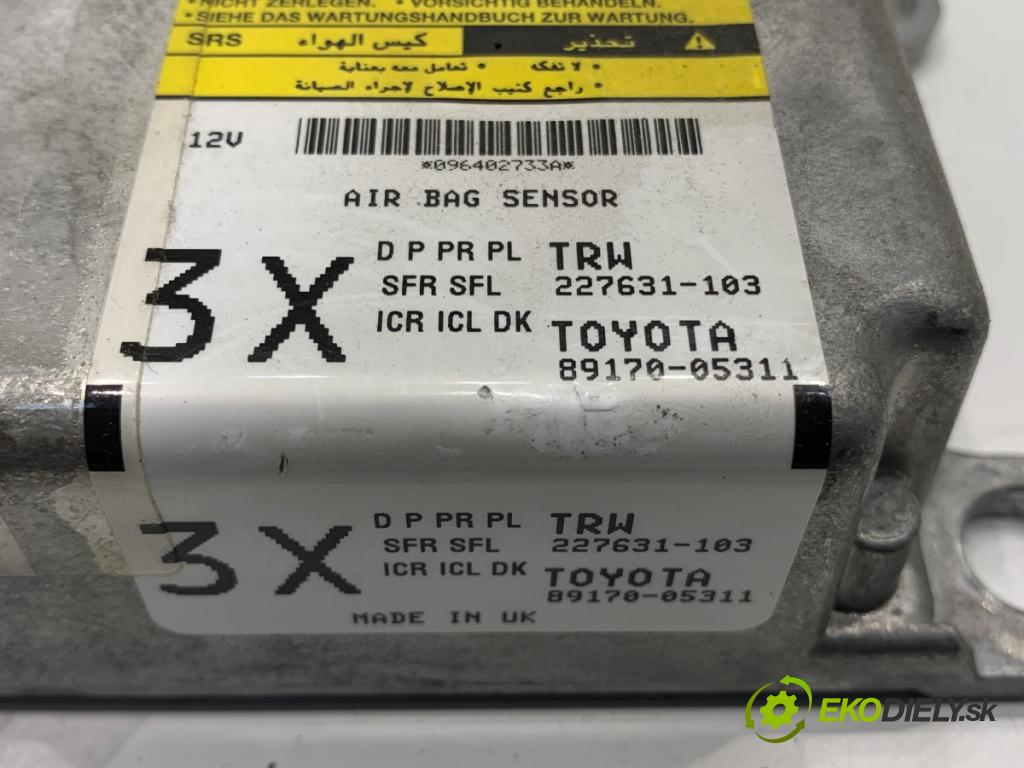 •NICHT ZERLEGEN. • VORSICHTIG BEHANDELN.
•SIEHE DAS WARTUNGSHANDBUCH ZUR WARTUNG.
SRS كيس الهواء تحذير
• لا تفكه • تعامل معه بعناية
• راجع كتيب الإصلاح لاجراء الصيانة
12V
*096402733A*
AIR BAG SENSOR
3X
D P PR PL TRW
SFR SFL 227631-103
ICR ICL DK TOYOTA
89170-05311
3X
D P PR PL TRW
SFR SFL 227631-103
ICR ICL DK TOYOTA
89170-05311
MADE IN UK
EKODIELY.SK